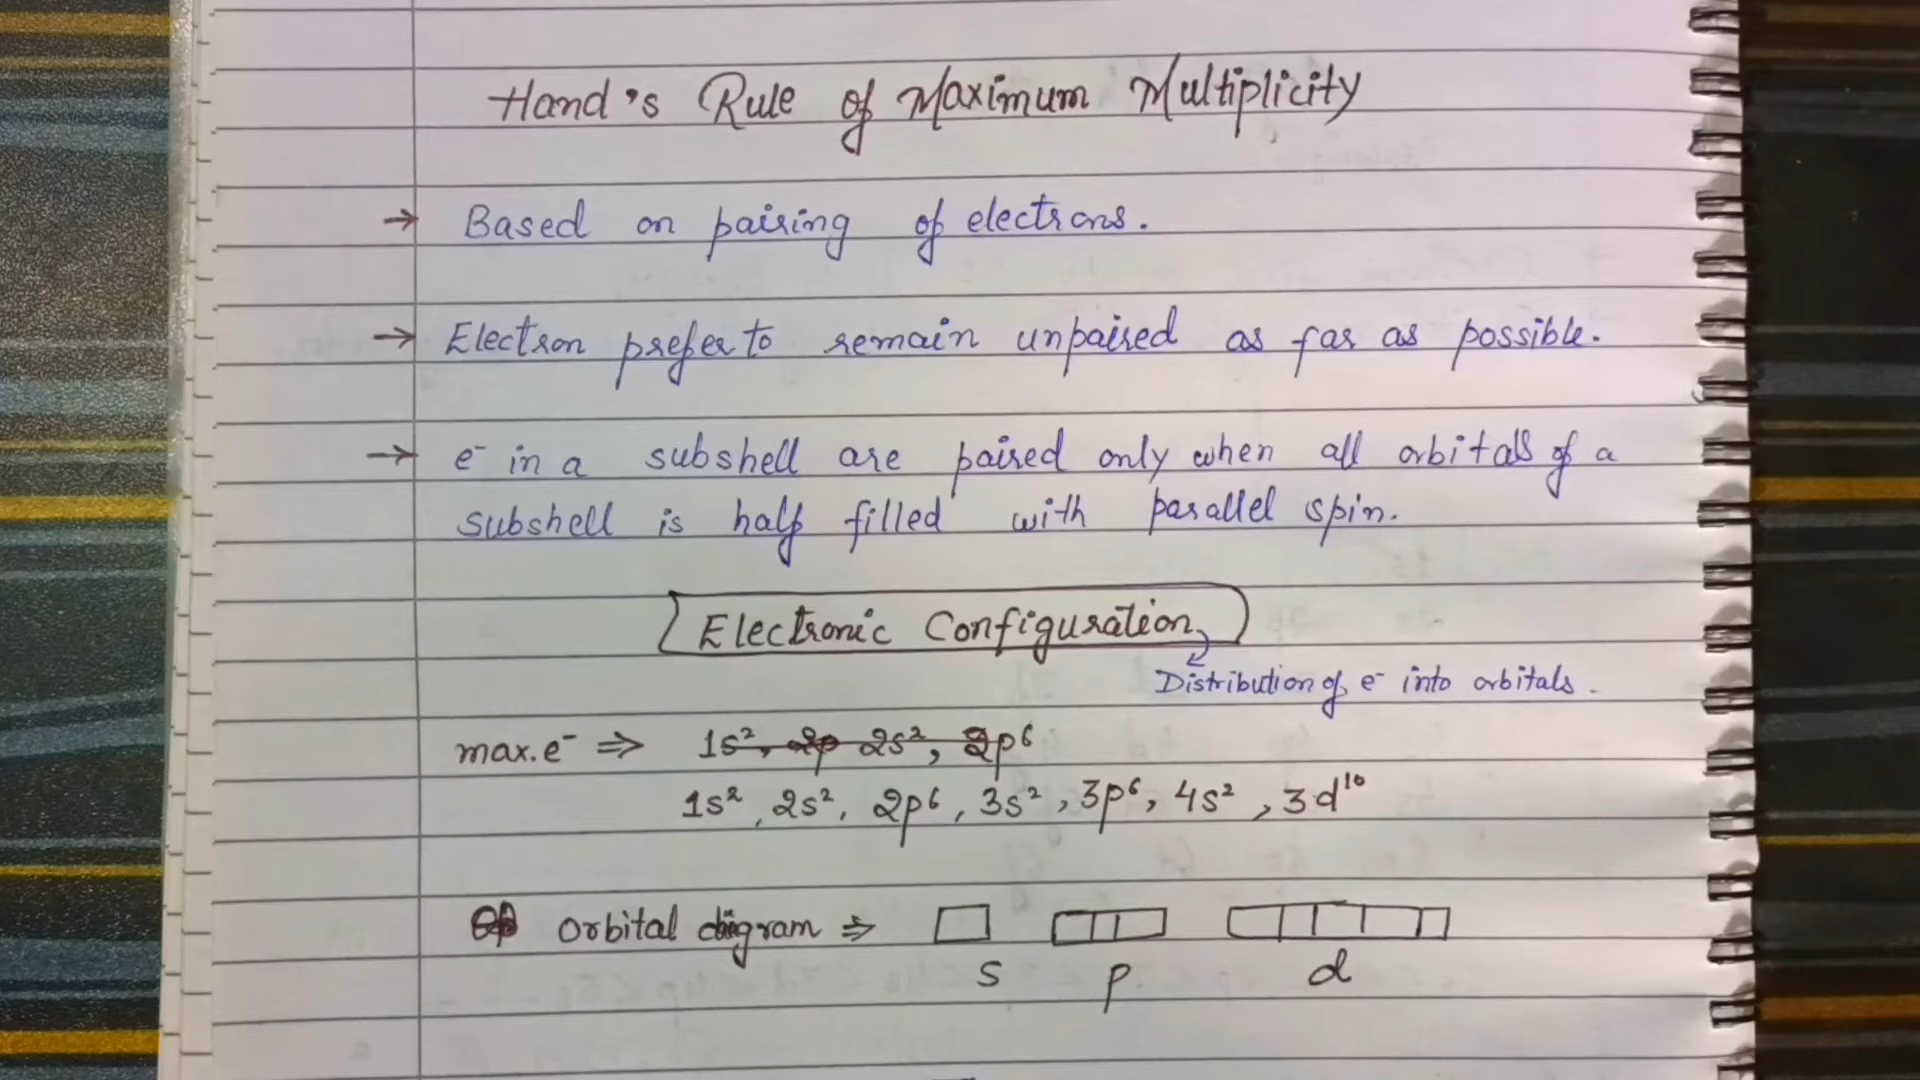 Hand's Rule of Maximum Multiplicity
→ Based on pairing of electrons.
→ Electron prefer to remain unpaired as far as possible.
→ e⁻ in a subshell are paired only when all orbitals of a
subshell is half filled with parallel spin.
Electronic Configuration
Distribution of e⁻ into orbitals.
max. e⁻ ⇒ 1s², 2p 2s², 2p⁶
1s², 2s², 2p⁶, 3s², 3p⁶, 4s², 3d¹⁰
orbital digram ⇒
s p d